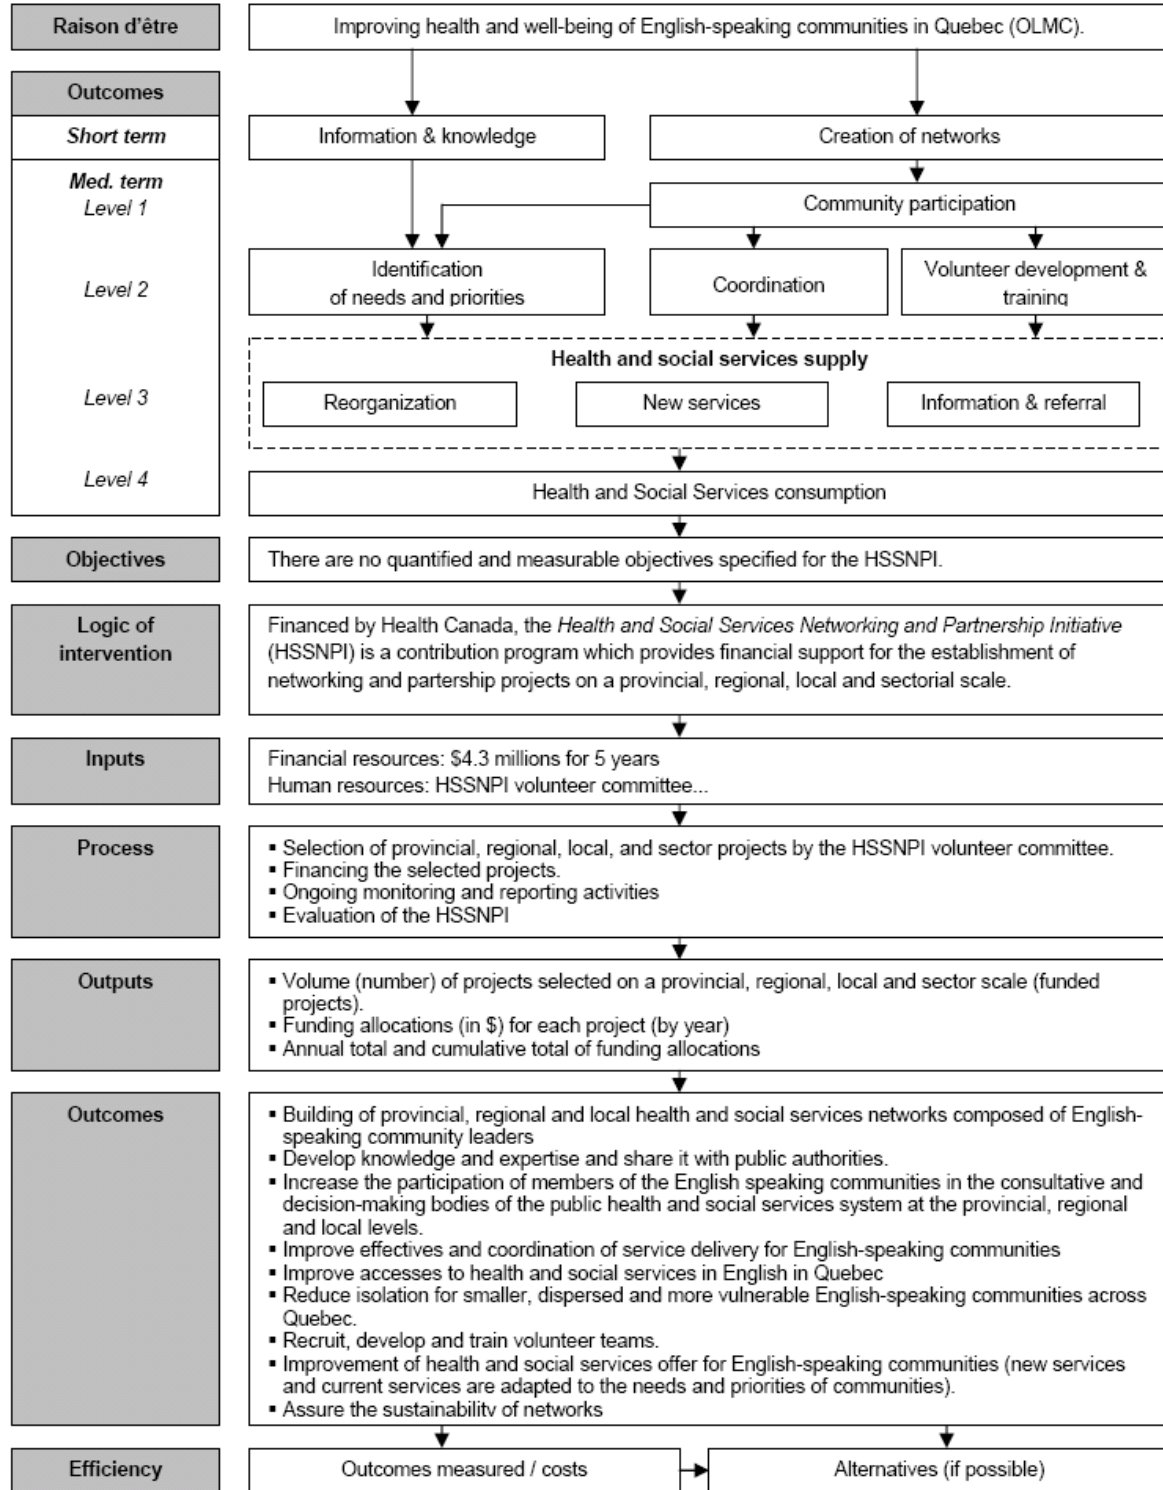 Raison d'être
Improving health and well-being of English-speaking communities in Quebec (OLMC).
Outcomes
Short term
Information & knowledge
Creation of networks
Med. term
Level 1
Community participation
Level 2
Identification
of needs and priorities
Coordination
Volunteer development &
training
Health and social services supply
Level 3
Reorganization
New services
Information & referral
Level 4
Health and Social Services consumption
Objectives
There are no quantified and measurable objectives specified for the HSSNPI.
Logic of
intervention
Financed by Health Canada, the Health and Social Services Networking and Partnership Initiative
(HSSNPI) is a contribution program which provides financial support for the establishment of
networking and partership projects on a provincial, regional, local and sectorial scale.
Inputs
Financial resources: $4.3 millions for 5 years
Human resources: HSSNPI volunteer committee...
Process
▪ Selection of provincial, regional, local, and sector projects by the HSSNPI volunteer committee.
▪ Financing the selected projects.
▪ Ongoing monitoring and reporting activities
▪ Evaluation of the HSSNPI
Outputs
▪ Volume (number) of projects selected on a provincial, regional, local and sector scale (funded
projects).
▪ Funding allocations (in $) for each project (by year)
▪ Annual total and cumulative total of funding allocations
Outcomes
▪ Building of provincial, regional and local health and social services networks composed of English-
speaking community leaders
▪ Develop knowledge and expertise and share it with public authorities.
▪ Increase the participation of members of the English speaking communities in the consultative and
decision-making bodies of the public health and social services system at the provincial, regional
and local levels.
▪ Improve effectives and coordination of service delivery for English-speaking communities
▪ Improve accesses to health and social services in English in Quebec
▪ Reduce isolation for smaller, dispersed and more vulnerable English-speaking communities across
Quebec.
▪ Recruit, develop and train volunteer teams.
▪ Improvement of health and social services offer for English-speaking communities (new services
and current services are adapted to the needs and priorities of communities).
▪ Assure the sustainability of networks
Efficiency
Outcomes measured / costs
Alternatives (if possible)